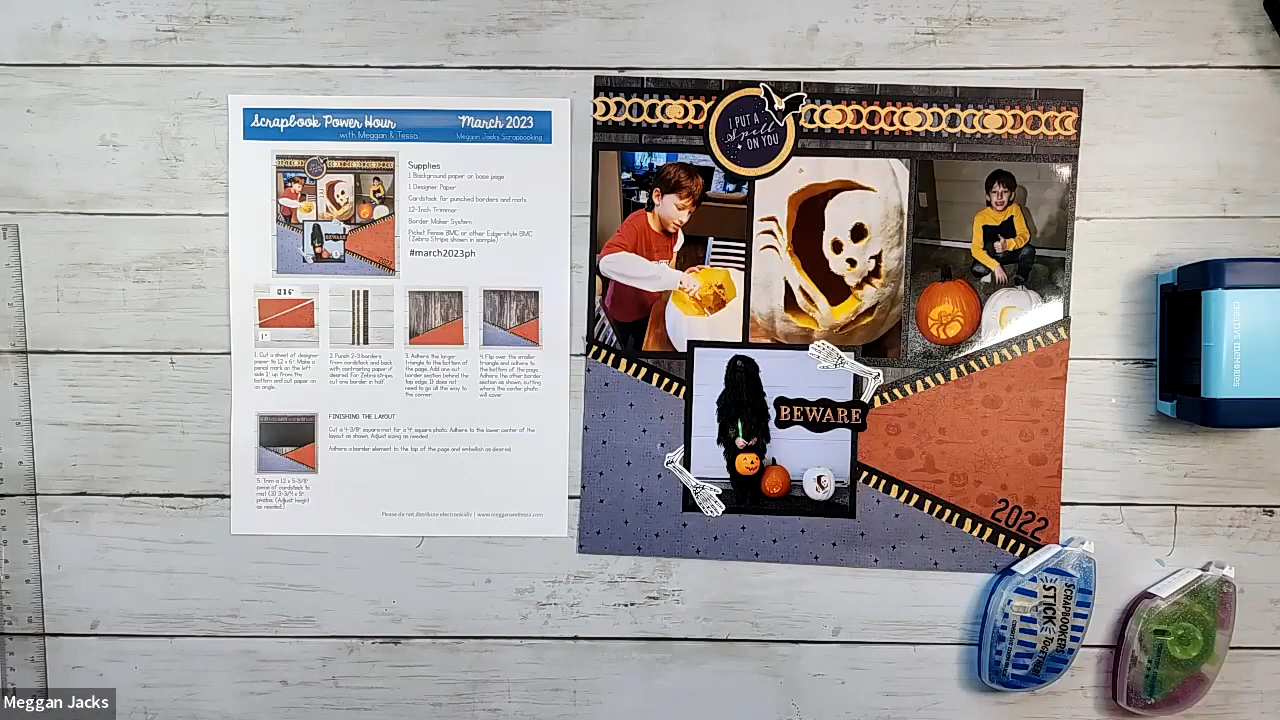 Scrapbook Power Hour
with Meggan & Tessa
March 2023
Meggan Jacks Scrapbooking
Supplies
1 Background paper or base page
1 Designer Paper
Cardstock for punched borders and mats
12-Inch Trimmer
Border Maker System
Picket Fence BMC or other Edge-style BMC
(Zebra Stripe shown in sample)
#march2023ph
1. Cut a sheet of designer
paper to 12 x 6". Make a
pencil mark on the left
side 1" up from the
bottom and cut paper on
an angle.
2. Punch 2-3 borders
from cardstock and back
with contrasting paper if
desired. For Zebra stripe,
cut one border in half.
3. Adhere the larger
triangle to the bottom of
the page. Add one cut
border section behind the
top edge. It does not
need to go all the way to
the corner.
4. Flip over the smaller
triangle and adhere to
the bottom of the page.
Adhere the other border
section as shown, cutting
where the center photo
will cover.
FINISHING THE LAYOUT
Cut a 4-3/8" square mat for a 4" square photo. Adhere to the lower center of the
layout as shown. Adjust sizing as needed.
Adhere a border element to the top of the page and embellish as desired.
5. Trim a 12 x 5-3/8"
piece of cardstock to
mat (3) 3-3/4 x 5"
photos. (Adjust height
as needed.)
Please do not distribute electronically | www.megganandtessa.com
I PUT A
Spell
ON YOU
BEWARE
2022
creative memories
SCRAPBOOKERS
STICK
TOGETHER
CREATIVE MEMORIES
Meggan Jacks